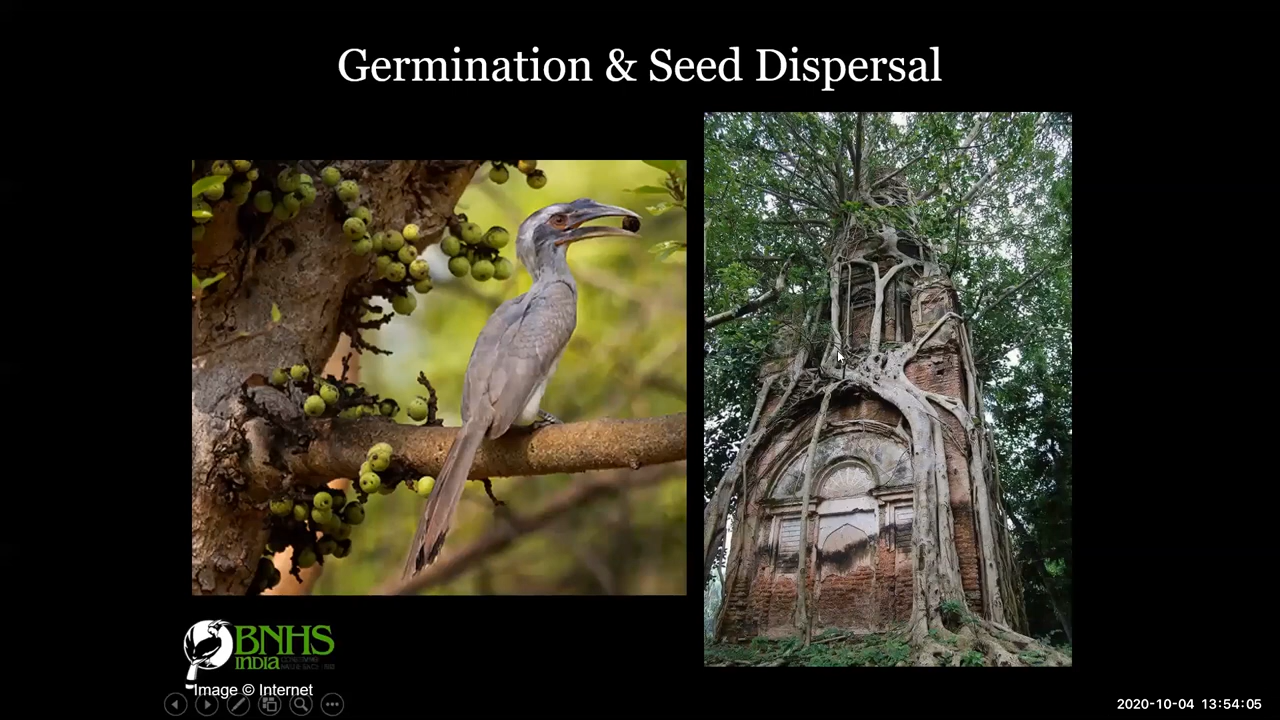 Germination & Seed Dispersal
BNHS
INDIA
Image © Internet
2020-10-04 13:54:05